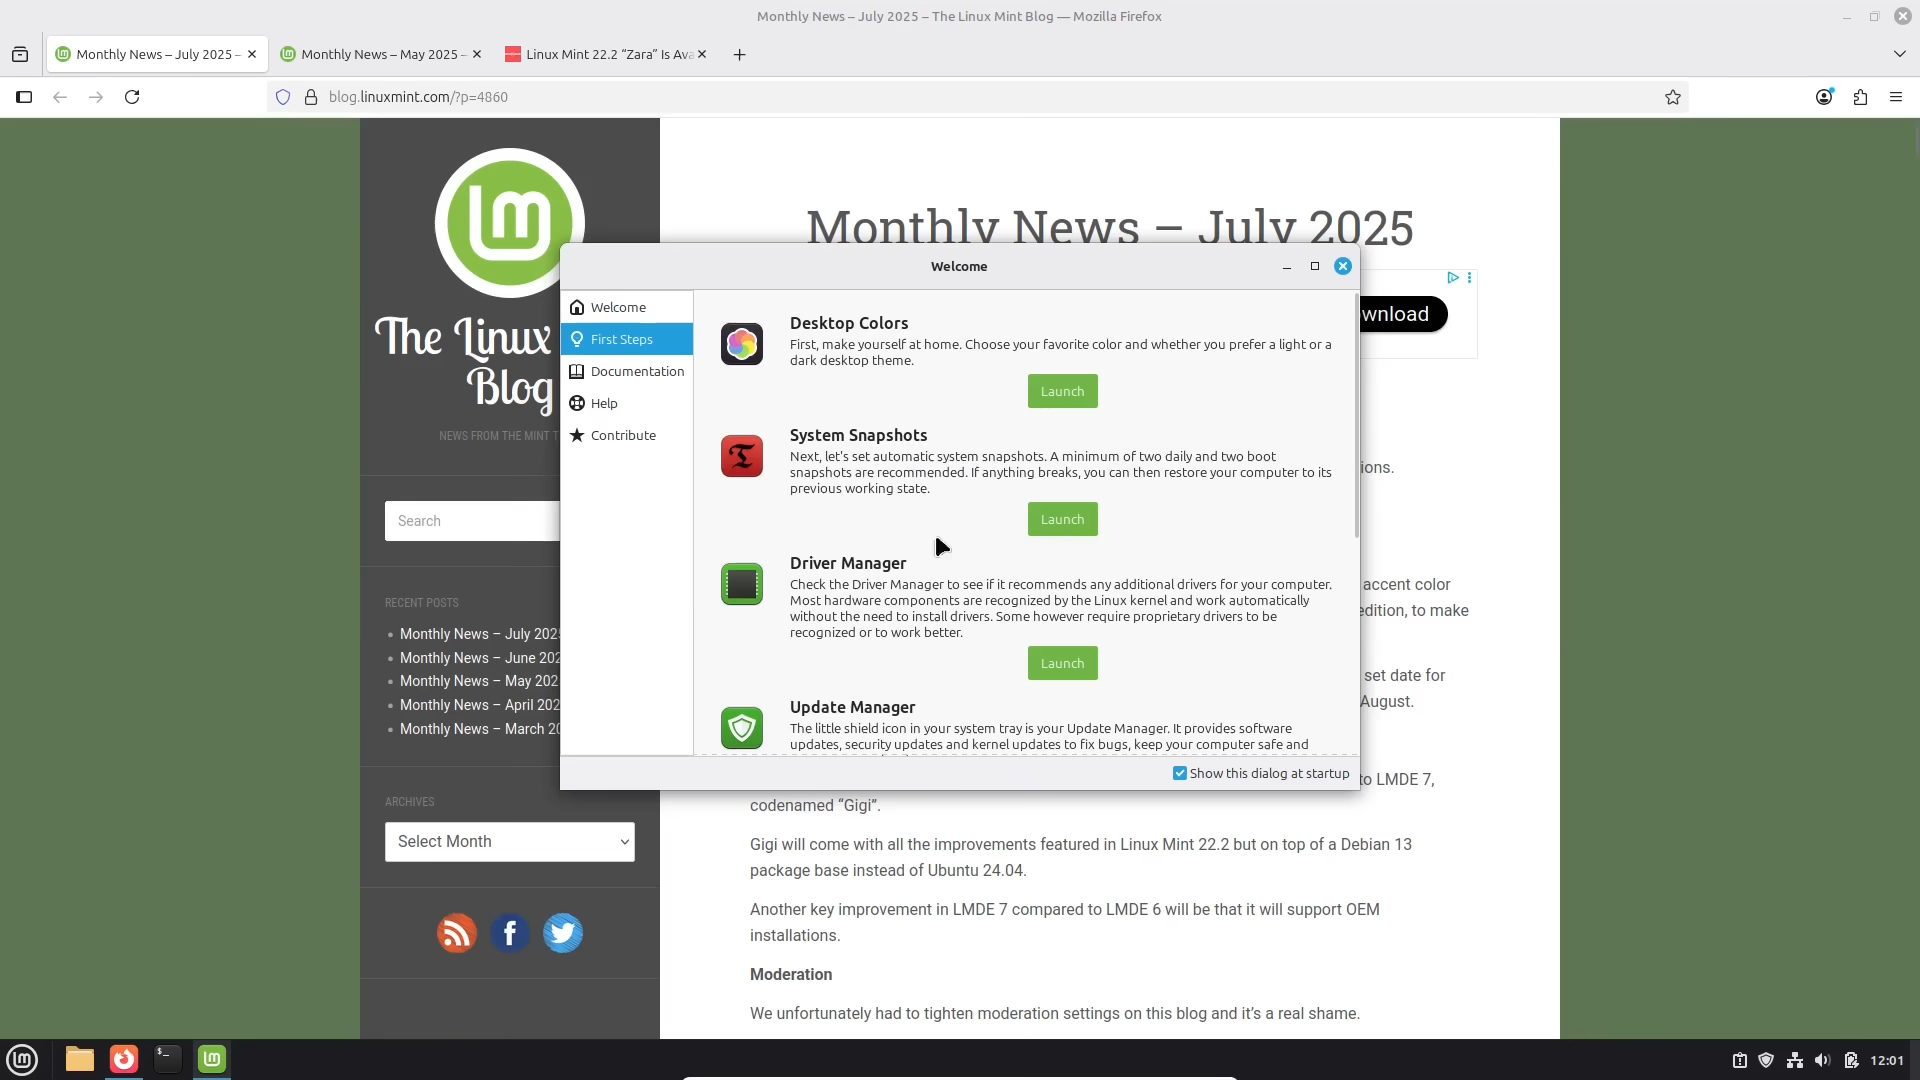 Monthly News – July 2025 – The Linux Mint Blog — Mozilla Firefox
Monthly News – July 2025 –
Monthly News – May 2025 –
Linux Mint 22.2 “Zara” Is Ava
blog.linuxmint.com/?p=4860
The Linux
Blog
NEWS FROM THE MINT T
Search
RECENT POSTS
Monthly News – July 2025
Monthly News – June 202
Monthly News – May 202
Monthly News – April 202
Monthly News – March 20
ARCHIVES
Select Month
Monthly News – July 2025
wnload
ions.
accent color
edition, to make
set date for
August.
to LMDE 7,
codenamed “Gigi”.
Gigi will come with all the improvements featured in Linux Mint 22.2 but on top of a Debian 13
package base instead of Ubuntu 24.04.
Another key improvement in LMDE 7 compared to LMDE 6 will be that it will support OEM
installations.
Moderation
We unfortunately had to tighten moderation settings on this blog and it’s a real shame.
Welcome
Welcome
First Steps
Documentation
Help
Contribute
Desktop Colors
First, make yourself at home. Choose your favorite color and whether you prefer a light or a
dark desktop theme.
Launch
System Snapshots
Next, let's set automatic system snapshots. A minimum of two daily and two boot
snapshots are recommended. If anything breaks, you can then restore your computer to its
previous working state.
Launch
Driver Manager
Check the Driver Manager to see if it recommends any additional drivers for your computer.
Most hardware components are recognized by the Linux kernel and work automatically
without the need to install drivers. Some however require proprietary drivers to be
recognized or to work better.
Launch
Update Manager
The little shield icon in your system tray is your Update Manager. It provides software
updates, security updates and kernel updates to fix bugs, keep your computer safe and
Show this dialog at startup
12:01